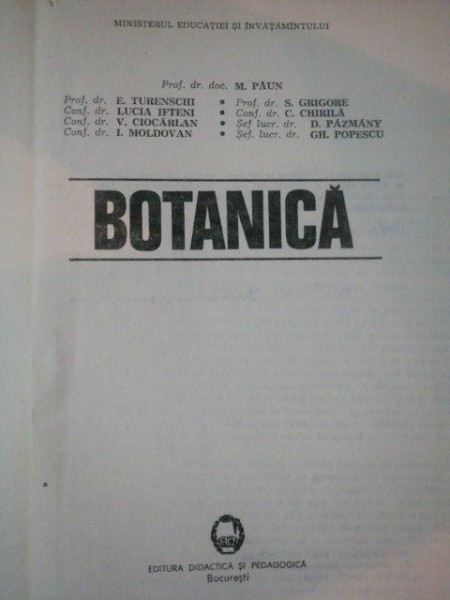 MINISTERUL EDUCAȚIEI ȘI ÎNVĂȚĂMÎNTULUI
Prof. dr. doc. M. PĂUN
Prof. dr. E. TURENSCHI • Prof. dr. S. GRIGORE
Conf. dr. LUCIA IFTENI • Conf. dr. C. CHIRILĂ
Conf. dr. V. CIOCÂRLAN • Șef lucr. dr. D. PÁZMÁNY
Conf. dr. I. MOLDOVAN • Șef. lucr. dr. GH. POPESCU
BOTANICĂ
EDITURA DIDACTICĂ ȘI PEDAGOGICĂ
București